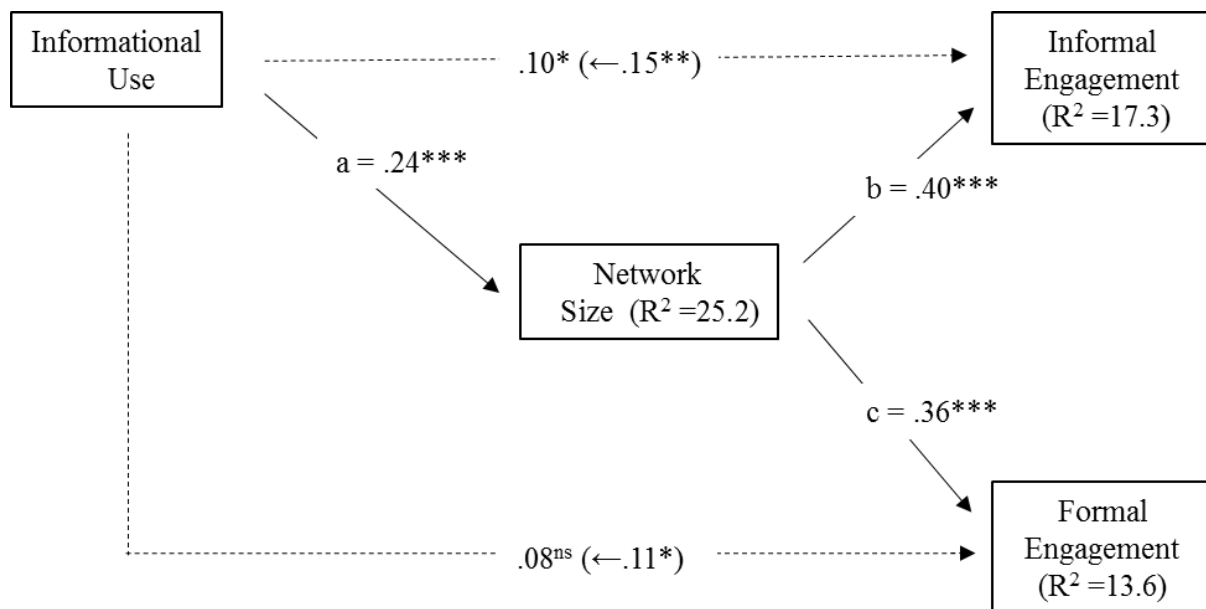 Informational
Use
.10* (←.15**)
Informal
Engagement
(R² =17.3)
a = .24***
b = .40***
Network
Size (R² =25.2)
c = .36***
.08ⁿˢ (←.11*)
Formal
Engagement
(R² =13.6)